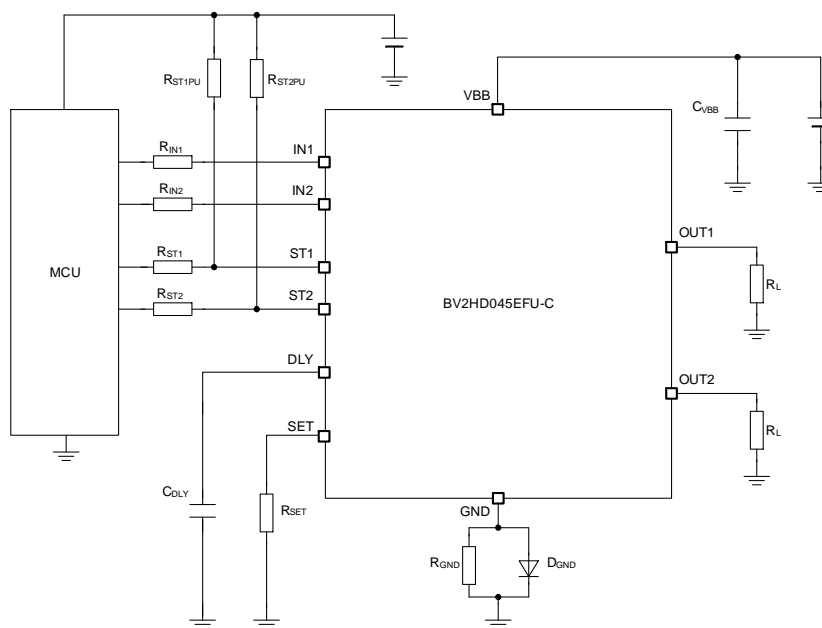 RST1PU
RST2PU
VBB
CVBB
RIN1
IN1
RIN2
IN2
OUT1
MCU
RST1
ST1
RL
RST2
ST2
BV2HD045EFU-C
DLY
OUT2
SET
RL
CDLY
RSET
GND
RGND
DGND